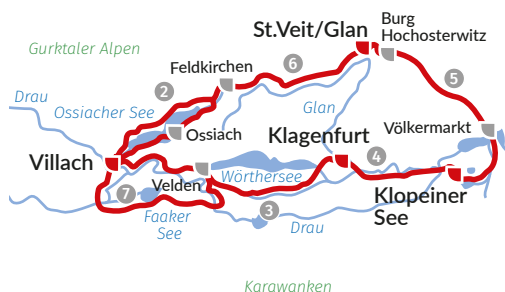 St.Veit/Glan
Burg
Hochosterwitz
Gurktaler Alpen
Feldkirchen
6
5
2
Drau
Ossiacher See
Glan
Ossiach
Klagenfurt
Völkermarkt
Villach
4
Wörthersee
Velden
7
Klopeiner
See
Faaker
See
3
Drau
Karawanken